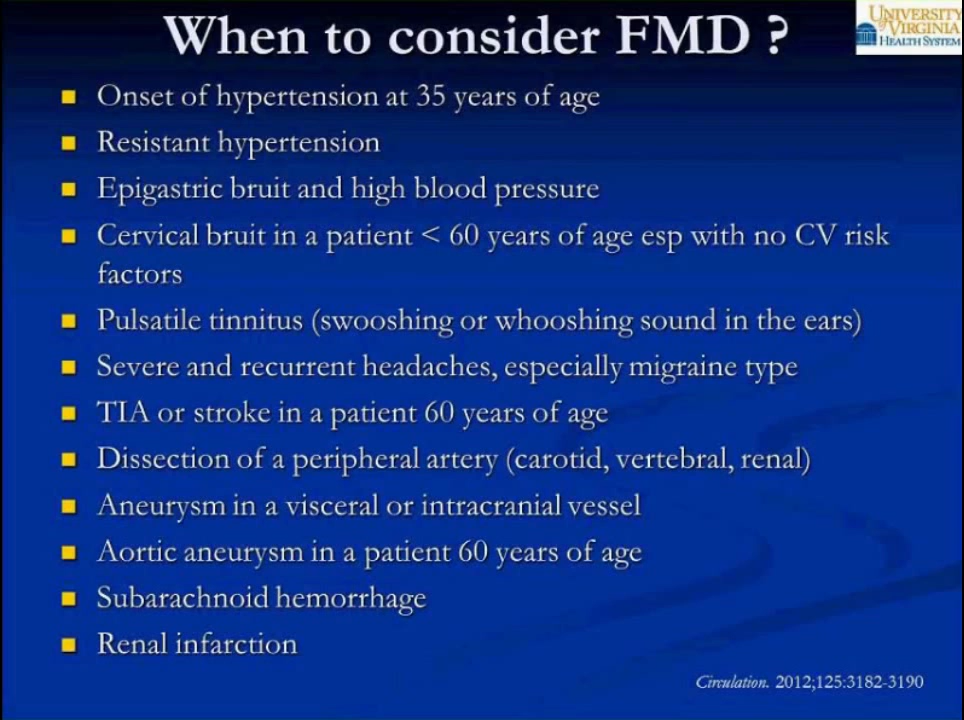 When to consider FMD ?
UNIVERSITY
of VIRGINIA
HEALTH SYSTEM
Onset of hypertension at 35 years of age
Resistant hypertension
Epigastric bruit and high blood pressure
Cervical bruit in a patient < 60 years of age esp with no CV risk
factors
Pulsatile tinnitus (swooshing or whooshing sound in the ears)
Severe and recurrent headaches, especially migraine type
TIA or stroke in a patient 60 years of age
Dissection of a peripheral artery (carotid, vertebral, renal)
Aneurysm in a visceral or intracranial vessel
Aortic aneurysm in a patient 60 years of age
Subarachnoid hemorrhage
Renal infarction
Circulation. 2012;125:3182-3190